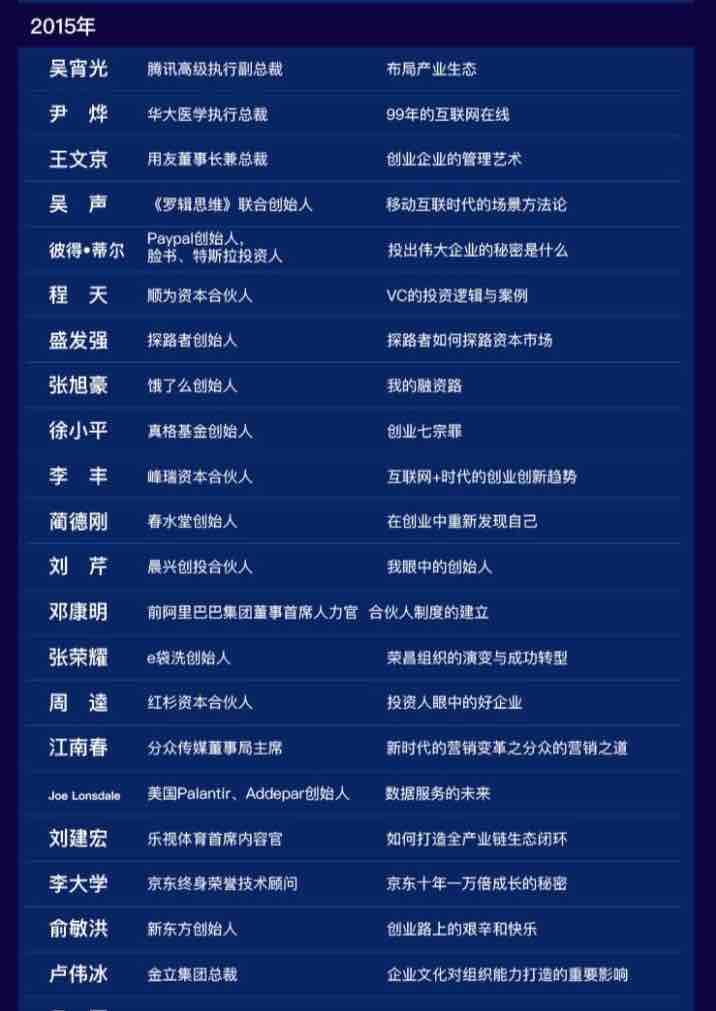 2015年
吴宵光 腾讯高级执行副总裁 布局产业生态
尹 烨 华大医学执行总裁 99年的互联网在线
王文京 用友董事长兼总裁 创业企业的管理艺术
吴 声 《罗辑思维》联合创始人 移动互联时代的场景方法论
彼得•蒂尔 Paypal创始人, 脸书、特斯拉投资人 投出伟大企业的秘密是什么
程 天 顺为资本合伙人 VC的投资逻辑与案例
盛发强 探路者创始人 探路者如何探路资本市场
张旭豪 饿了么创始人 我的融资路
徐小平 真格基金创始人 创业七宗罪
李 丰 峰瑞资本合伙人 互联网+时代的创业创新趋势
蔺德刚 春水堂创始人 在创业中重新发现自己
刘 芹 晨兴创投合伙人 我眼中的创始人
邓康明 前阿里巴巴集团董事首席人力官 合伙人制度的建立
张荣耀 e袋洗创始人 荣昌组织的演变与成功转型
周 逵 红杉资本合伙人 投资人眼中的好企业
江南春 分众传媒董事局主席 新时代的营销变革之分众的营销之道
Joe Lonsdale 美国Palantir、Addepar创始人 数据服务的未来
刘建宏 乐视体育首席内容官 如何打造全产业链生态闭环
李大学 京东终身荣誉技术顾问 京东十年一万倍成长的秘密
俞敏洪 新东方创始人 创业路上的艰辛和快乐
卢伟冰 金立集团总裁 企业文化对组织能力打造的重要影响